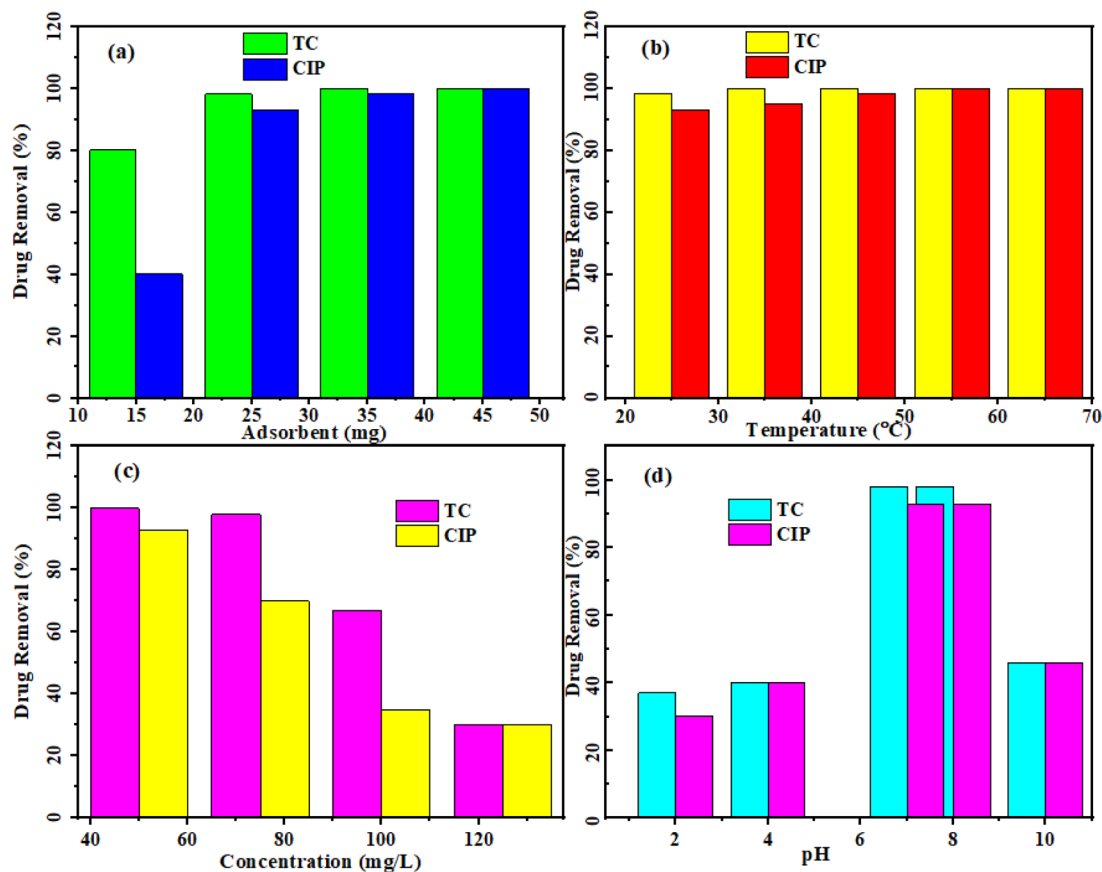 (a)
TC
CIP
Drug Removal (%)
0
20
40
60
80
100
120
10
15
20
25
30
35
40
45
50
Adsorbent (mg)
(b)
TC
CIP
Drug Removal (%)
0
20
40
60
80
100
120
20
30
40
50
60
70
Temperature (°C)
(c)
TC
CIP
Drug Removal (%)
0
20
40
60
80
100
120
40
60
80
100
120
Concentration (mg/L)
(d)
TC
CIP
Drug Removal (%)
0
20
40
60
80
100
2
4
6
8
10
pH